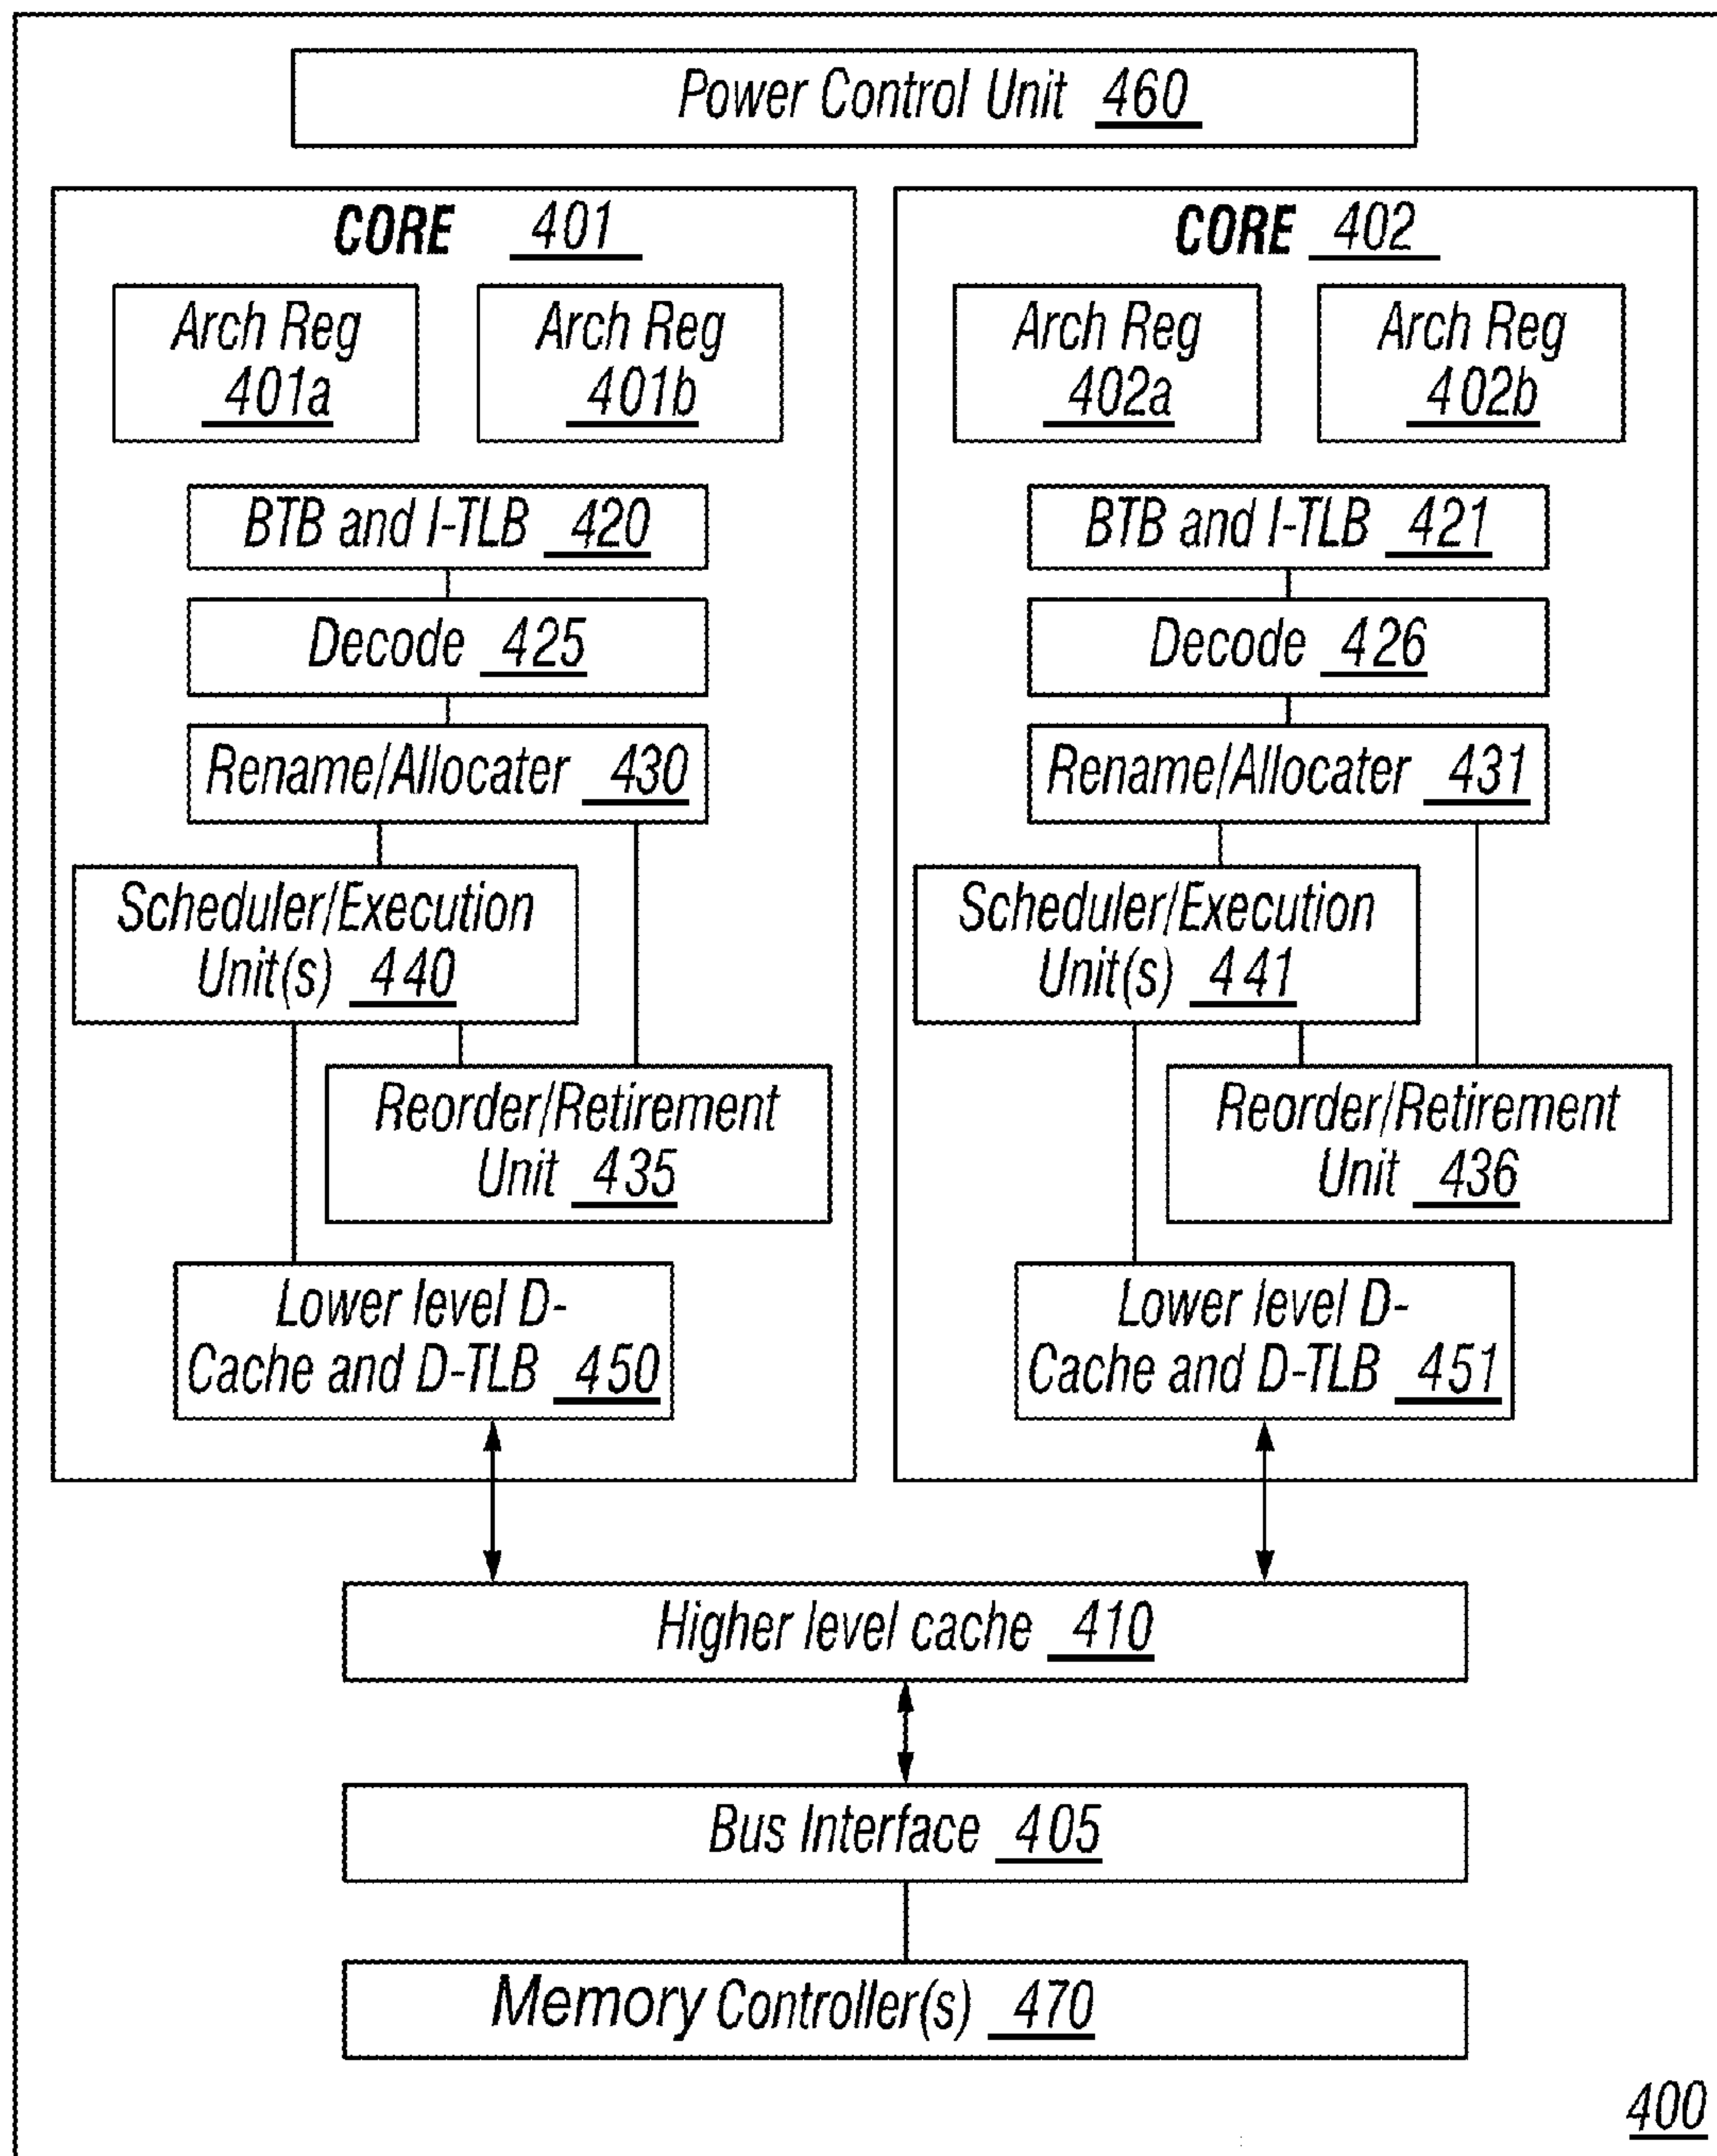 Power Control Unit 460
CORE 401
Arch Reg
401a
Arch Reg
401b
BTB and I-TLB 420
Decode 425
Rename/Allocater 430
Scheduler/Execution
Unit(s) 440
Reorder/Retirement
Unit 435
Lower level D-
Cache and D-TLB 450
CORE 402
Arch Reg
402a
Arch Reg
402b
BTB and I-TLB 421
Decode 426
Rename/Allocater 431
Scheduler/Execution
Unit(s) 441
Reorder/Retirement
Unit 436
Lower level D-
Cache and D-TLB 451
Higher level cache 410
Bus Interface 405
Memory Controller(s) 470
400